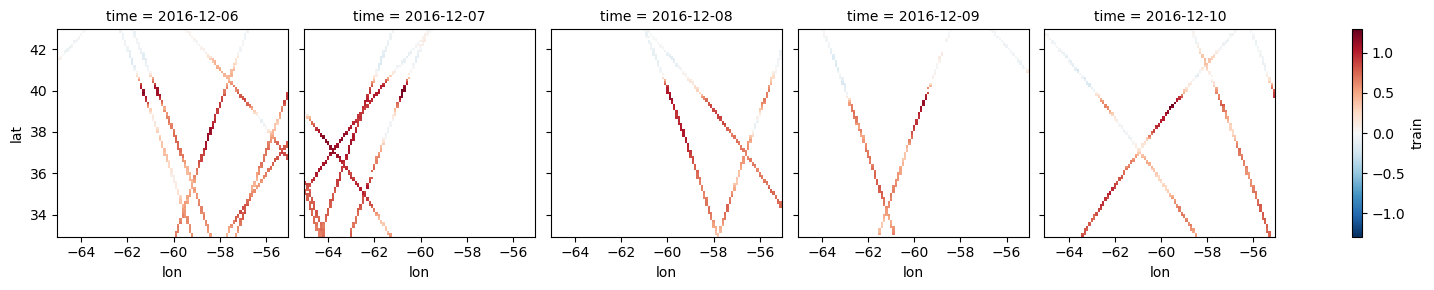 time = 2016-12-06
time = 2016-12-07
time = 2016-12-08
time = 2016-12-09
time = 2016-12-10
42
40
38
36
34
lat
−64
−62
−60
−58
−56
lon
−64
−62
−60
−58
−56
lon
−64
−62
−60
−58
−56
lon
−64
−62
−60
−58
−56
lon
−64
−62
−60
−58
−56
lon
1.0
0.5
0.0
−0.5
−1.0
train